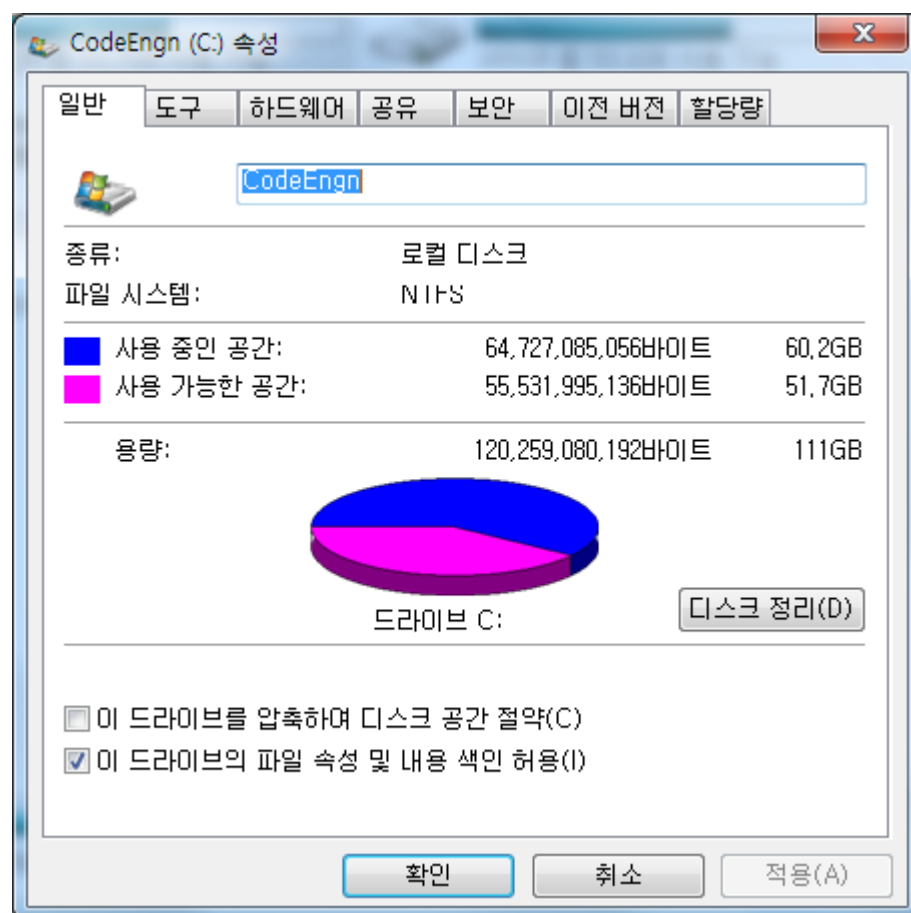 CodeEngn (C:) 속성
일반 도구 하드웨어 공유 보안 이전 버전 할당량
CodeEngn
종류: 로컬 디스크
파일 시스템: NTFS
사용 중인 공간: 64,727,085,056바이트 60,2GB
사용 가능한 공간: 55,531,995,136바이트 51,7GB
용량: 120,259,080,192바이트 111GB
드라이브 C:
디스크 정리(D)
이 드라이브를 압축하여 디스크 공간 절약(C)
이 드라이브의 파일 속성 및 내용 색인 허용(I)
확인 취소 적용(A)